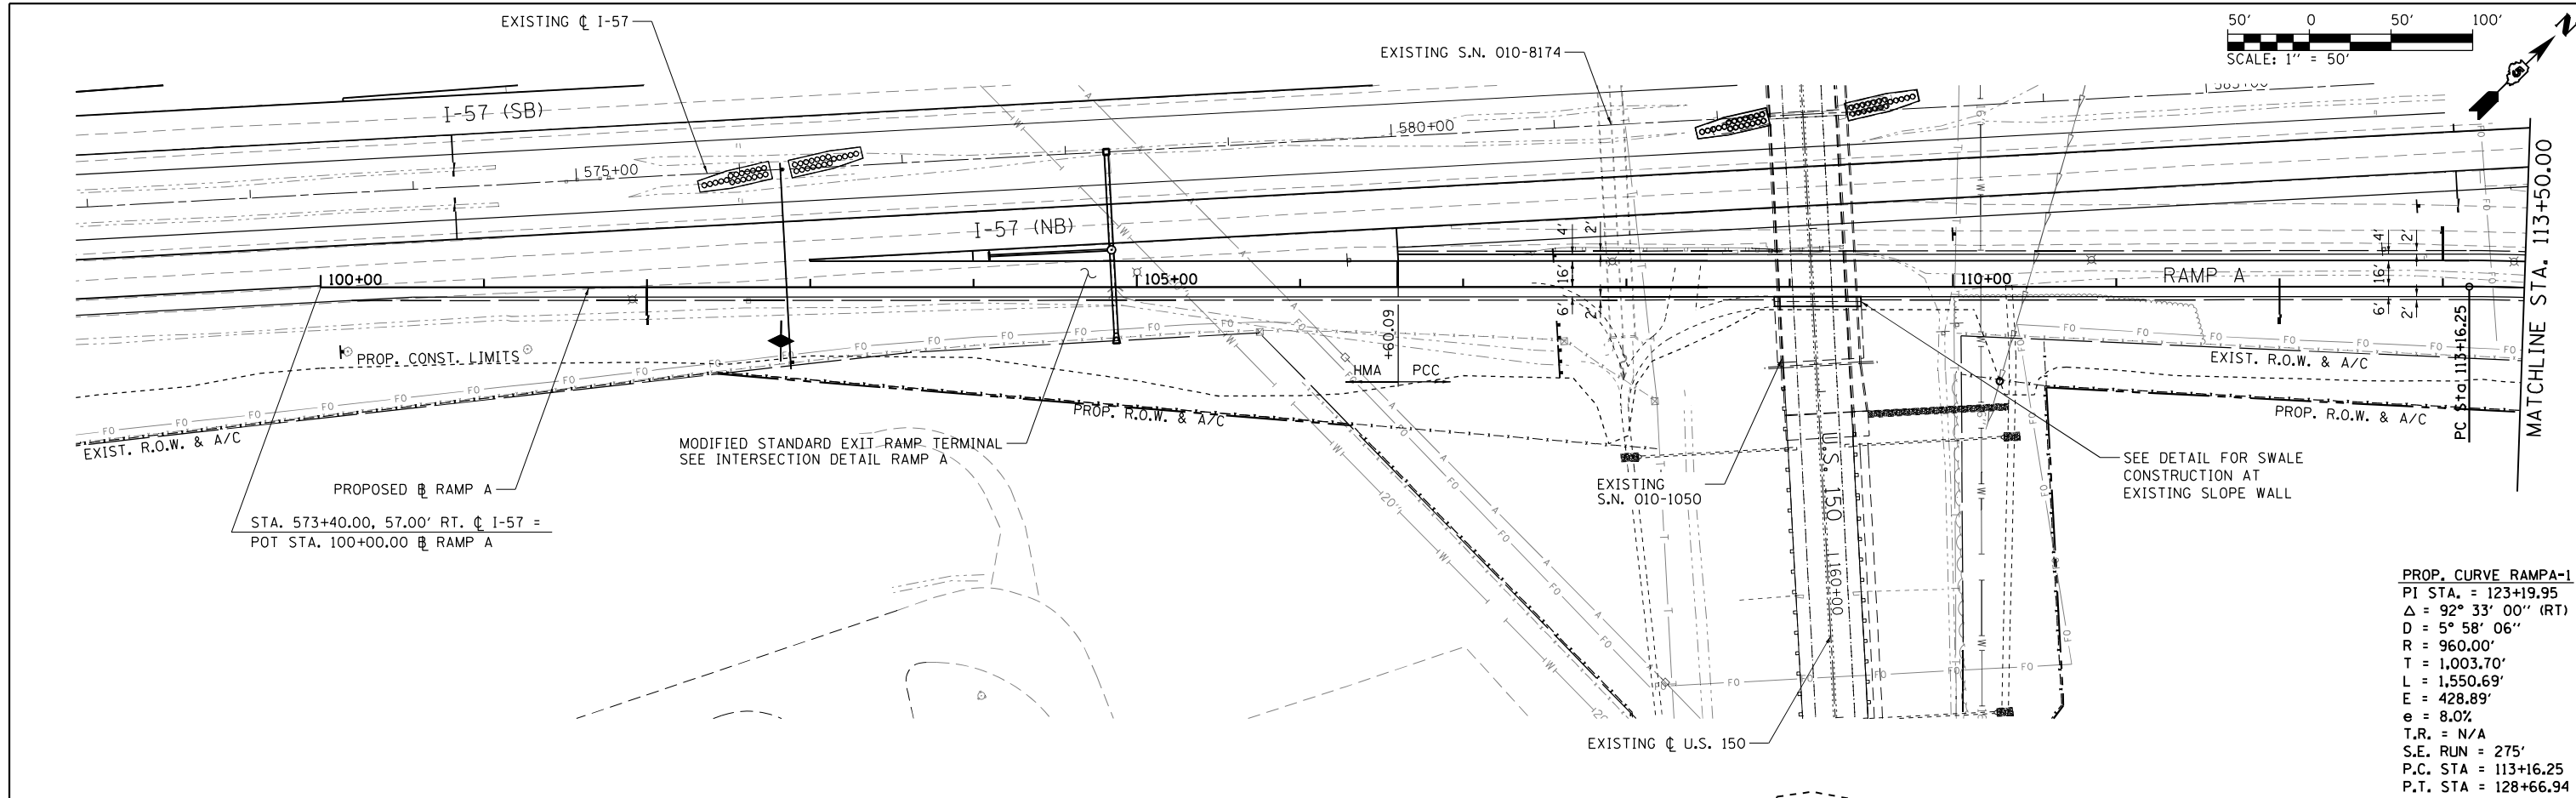 EXISTING ℄ I-57
50' 0 50' 100'
SCALE: 1'' = 50'
EXISTING S.N. 010-8174
I-57 (SB)
575+00
580+00
585+00
I-57 (NB)
100+00
105+00
110+00
RAMP A
4' 2'
16'
6' 2'
4' 2'
16'
6' 2'
MATCHLINE STA. 113+50.00
PC Sta 113+16.25
+60.09
HMA PCC
PROP. CONST. LIMITS
EXIST. R.O.W. & A/C
PROP. R.O.W. & A/C
EXIST. R.O.W. & A/C
PROP. R.O.W. & A/C
MODIFIED STANDARD EXIT RAMP TERMINAL
SEE INTERSECTION DETAIL RAMP A
PROPOSED B RAMP A
STA. 573+40.00, 57.00' RT. ℄ I-57 =
POT STA. 100+00.00 B RAMP A
EXISTING
S.N. 010-1050
U.S. 150
160+00
20"
SEE DETAIL FOR SWALE
CONSTRUCTION AT
EXISTING SLOPE WALL
EXISTING ℄ U.S. 150
PROP. CURVE RAMPA-1
PI STA. = 123+19.95
Δ = 92° 33' 00'' (RT)
D = 5° 58' 06''
R = 960.00'
T = 1,003.70'
L = 1,550.69'
E = 428.89'
e = 8.0%
T.R. = N/A
S.E. RUN = 275'
P.C. STA = 113+16.25
P.T. STA = 128+66.94